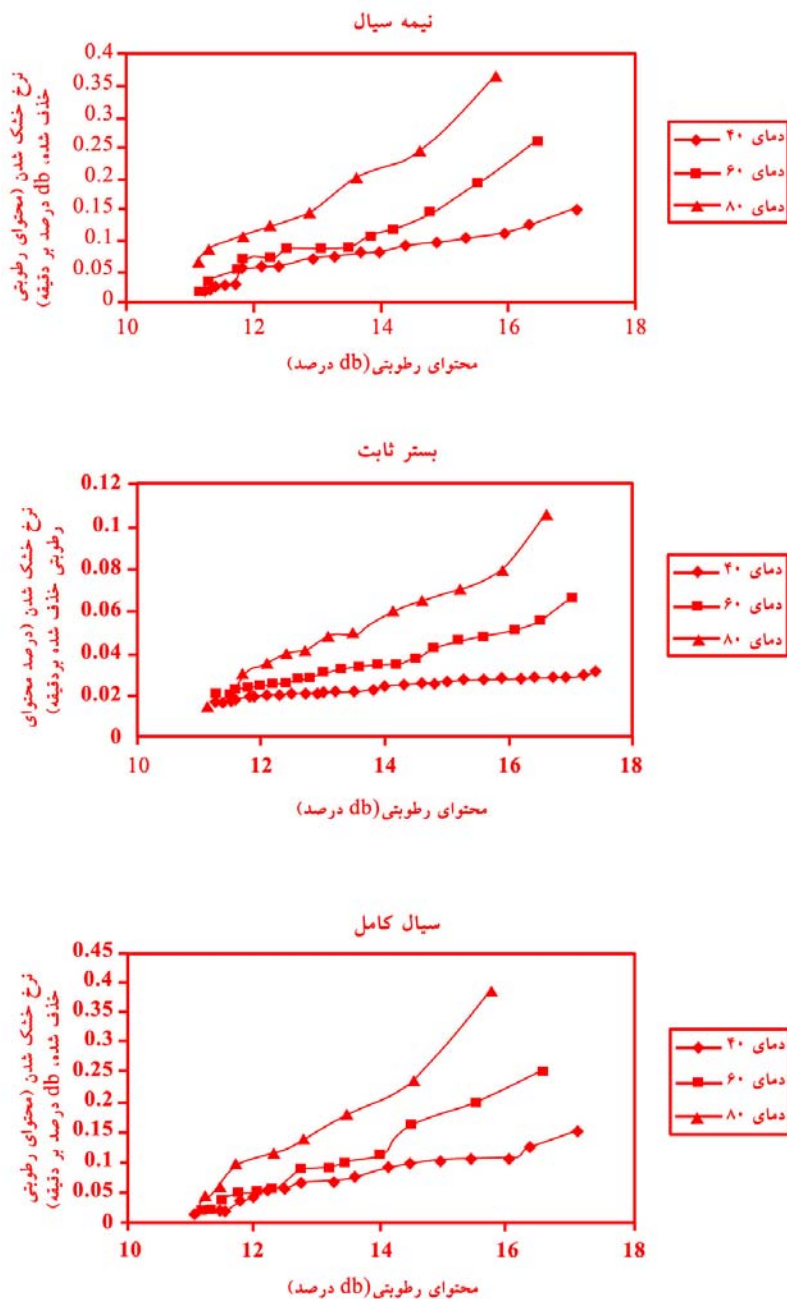 نیمه سیال
نرخ خشک شدن (محتوای رطوبتی
خذف شده، db درصد بر دقیقه)
0.4
0.35
0.3
0.25
0.2
0.15
0.1
0.05
0
10 12 14 16 18
محتوای رطوبتی(db درصد)
دمای ۴۰
دمای ۶۰
دمای ۸۰
بستر ثابت
نرخ خشک شدن (درصد محتوای
رطوبتی خذف شده بردقیقه)
0.12
0.1
0.08
0.06
0.04
0.02
0
10 12 14 16 18
محتوای رطوبتی(db درصد)
دمای ۴۰
دمای ۶۰
دمای ۸۰
سیال کامل
نرخ خشک شدن (محتوای رطوبتی
خذف شده، db درصد بر دقیقه)
0.45
0.4
0.35
0.3
0.25
0.2
0.15
0.1
0.05
0
10 12 14 16 18
محتوای رطوبتی(db درصد)
دمای ۴۰
دمای ۶۰
دمای ۸۰